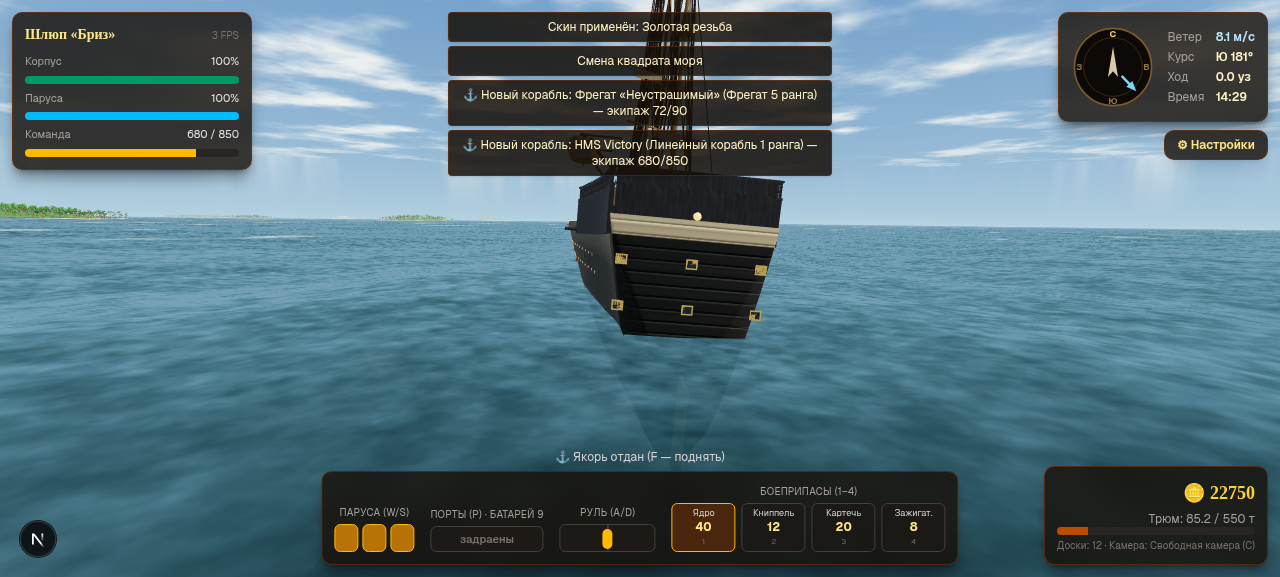 Шлюп «Бриз»
3 FPS
Корпус 100%
Паруса 100%
Команда 680 / 850
Скин применён: Золотая резьба
Смена квадрата моря
⚓ Новый корабль: Фрегат «Неустрашимый» (Фрегат 5 ранга)
— экипаж 72/90
⚓ Новый корабль: HMS Victory (Линейный корабль 1 ранга) —
экипаж 680/850
С
З В
Ю
Ветер 8.1 м/с
Курс Ю 181°
Ход 0.0 уз
Время 14:29
⚙ Настройки
⚓ Якорь отдан (F — поднять)
ПАРУСА (W/S)
ПОРТЫ (P) · БАТАРЕЙ 9
задраены
РУЛЬ (A/D)
БОЕПРИПАСЫ (1–4)
Ядро
40
1
Книппель
12
2
Картечь
20
3
Зажигат.
8
4
🪙 22750
Трюм: 85.2 / 550 т
Доски: 12 · Камера: Свободная камера (C)
N